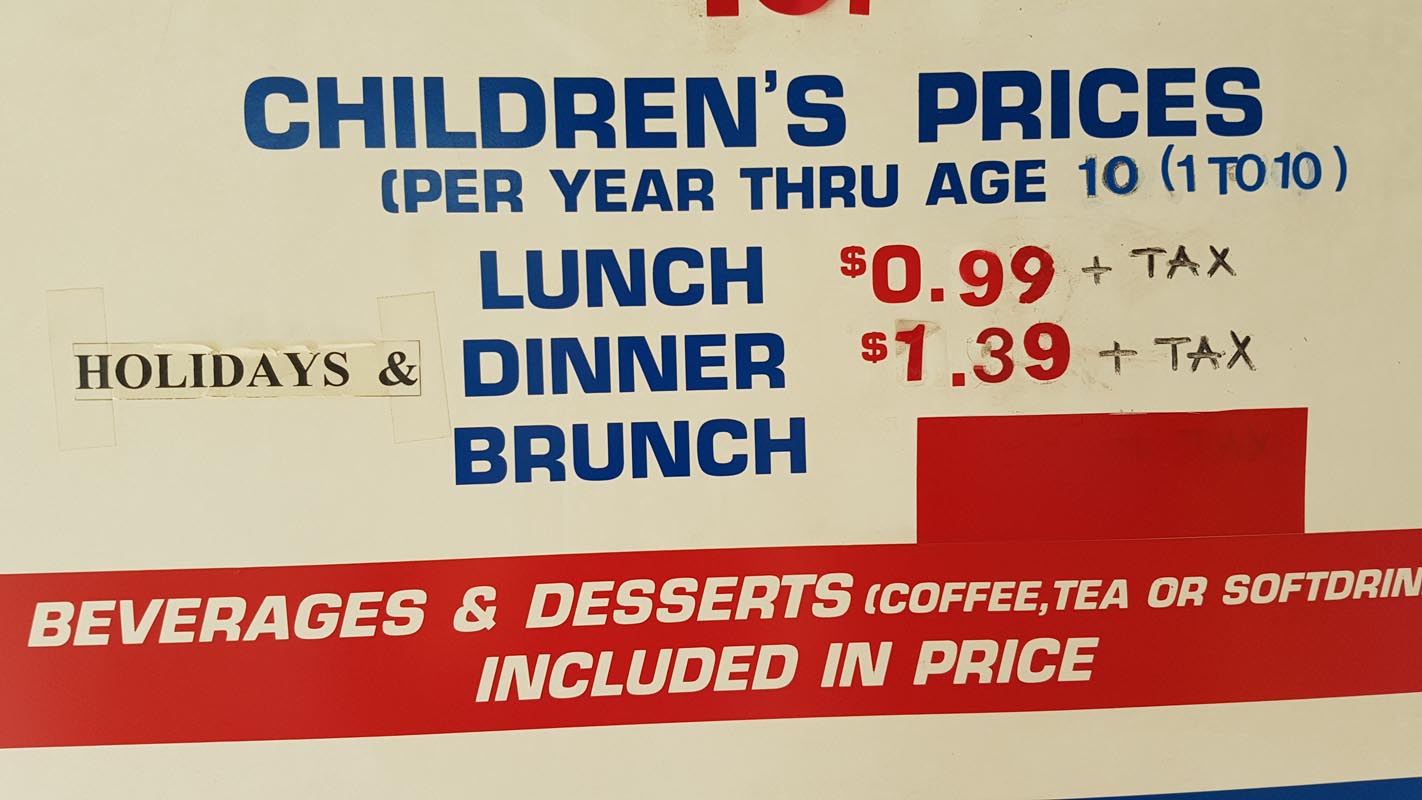 CHILDREN'S PRICES
(PER YEAR THRU AGE 10 (1 TO 10)
LUNCH $0.99 + TAX
HOLIDAYS & DINNER $1.39 + TAX
BRUNCH
BEVERAGES & DESSERTS (COFFEE,TEA OR SOFTDRIN
INCLUDED IN PRICE